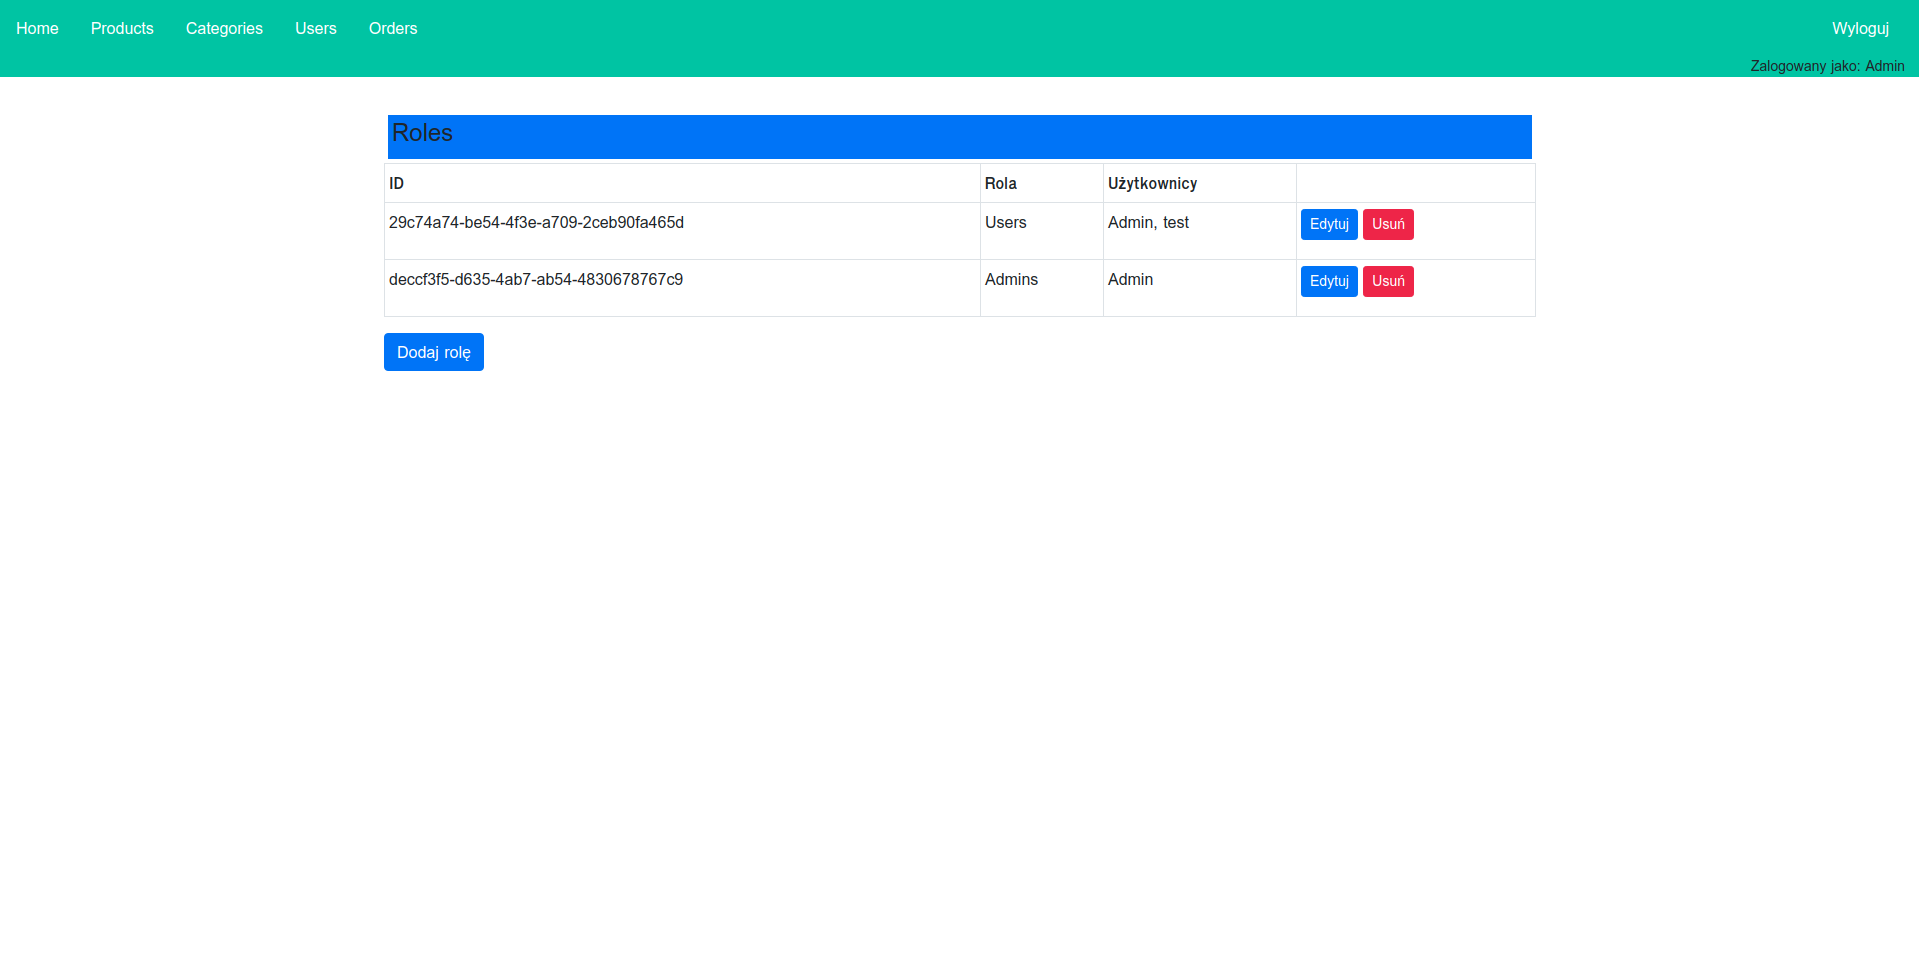 Home Products Categories Users Orders Wyloguj
Zalogowany jako: Admin
Roles
ID Rola Użytkownicy
29c74a74-be54-4f3e-a709-2ceb90fa465d Users Admin, test Edytuj Usuń
deccf3f5-d635-4ab7-ab54-4830678767c9 Admins Admin Edytuj Usuń
Dodaj rolę